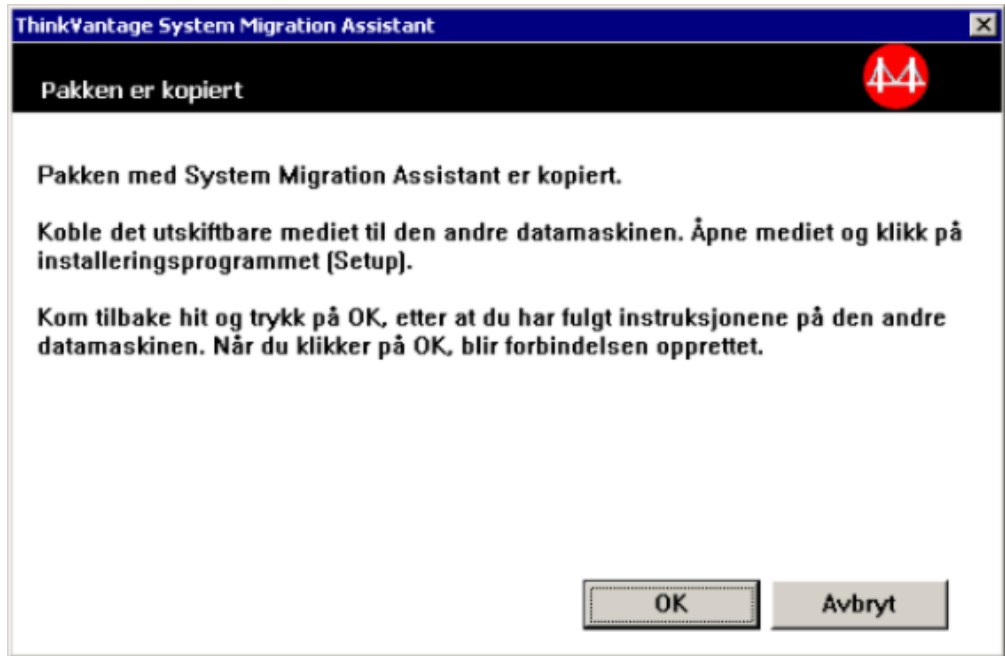 ThinkVantage System Migration Assistant
Pakken er kopiert
Pakken med System Migration Assistant er kopiert.
Koble det utskiftbare mediet til den andre datamaskinen. Åpne mediet og klikk på
installeringsprogrammet (Setup).
Kom tilbake hit og trykk på OK, etter at du har fulgt instruksjonene på den andre
datamaskinen. Når du klikker på OK, blir forbindelsen opprettet.
OK
Avbryt